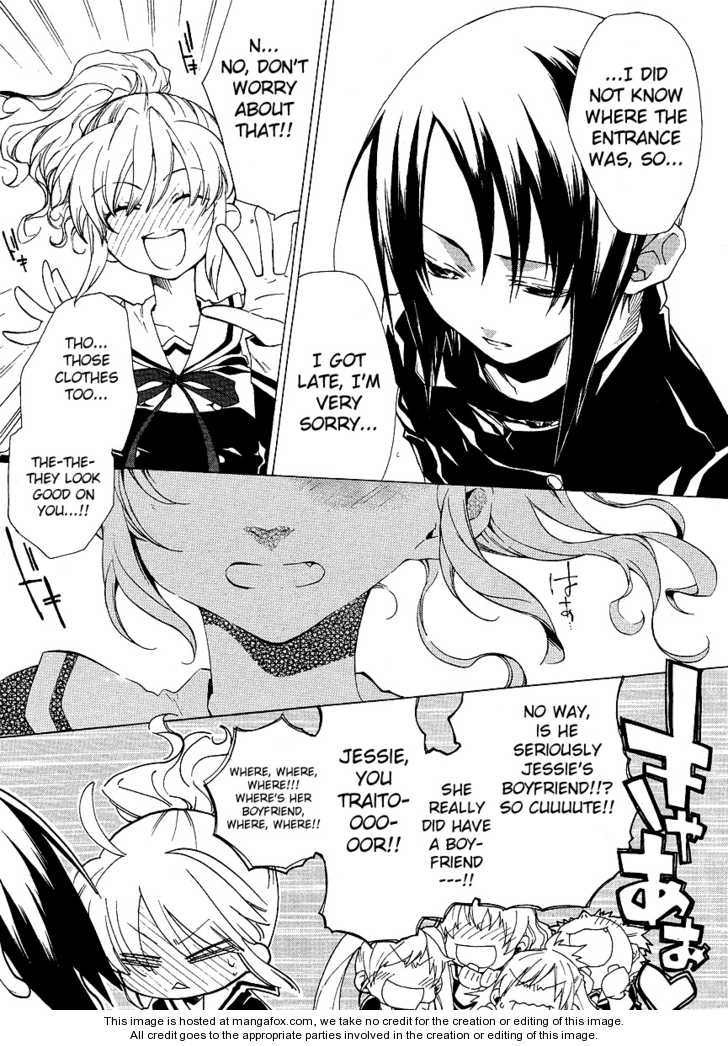 ...I DID
NOT KNOW
WHERE THE
ENTRANCE
WAS, SO...
I GOT
LATE, I'M
VERY
SORRY...
N...
NO, DON'T
WORRY
ABOUT
THAT!!
THO...
THOSE
CLOTHES
TOO...
THE-THE-
THEY LOOK
GOOD ON
YOU...!!
NO WAY,
IS HE
SERIOUSLY
JESSIE'S
BOYFRIEND!!?
SO CUUUUTE!!
SHE
REALLY
DID HAVE
A BOY-
FRIEND
---!!
JESSIE,
YOU
TRAITO-
OOO-
OOR!!
WHERE, WHERE,
WHERE!!!
WHERE'S HER
BOYFRIEND,
WHERE, WHERE!!
This image is hosted at mangafox.com, we take no credit for the creation or editing of this image.
All credit goes to the appropriate parties involved in the creation or editing of this image.